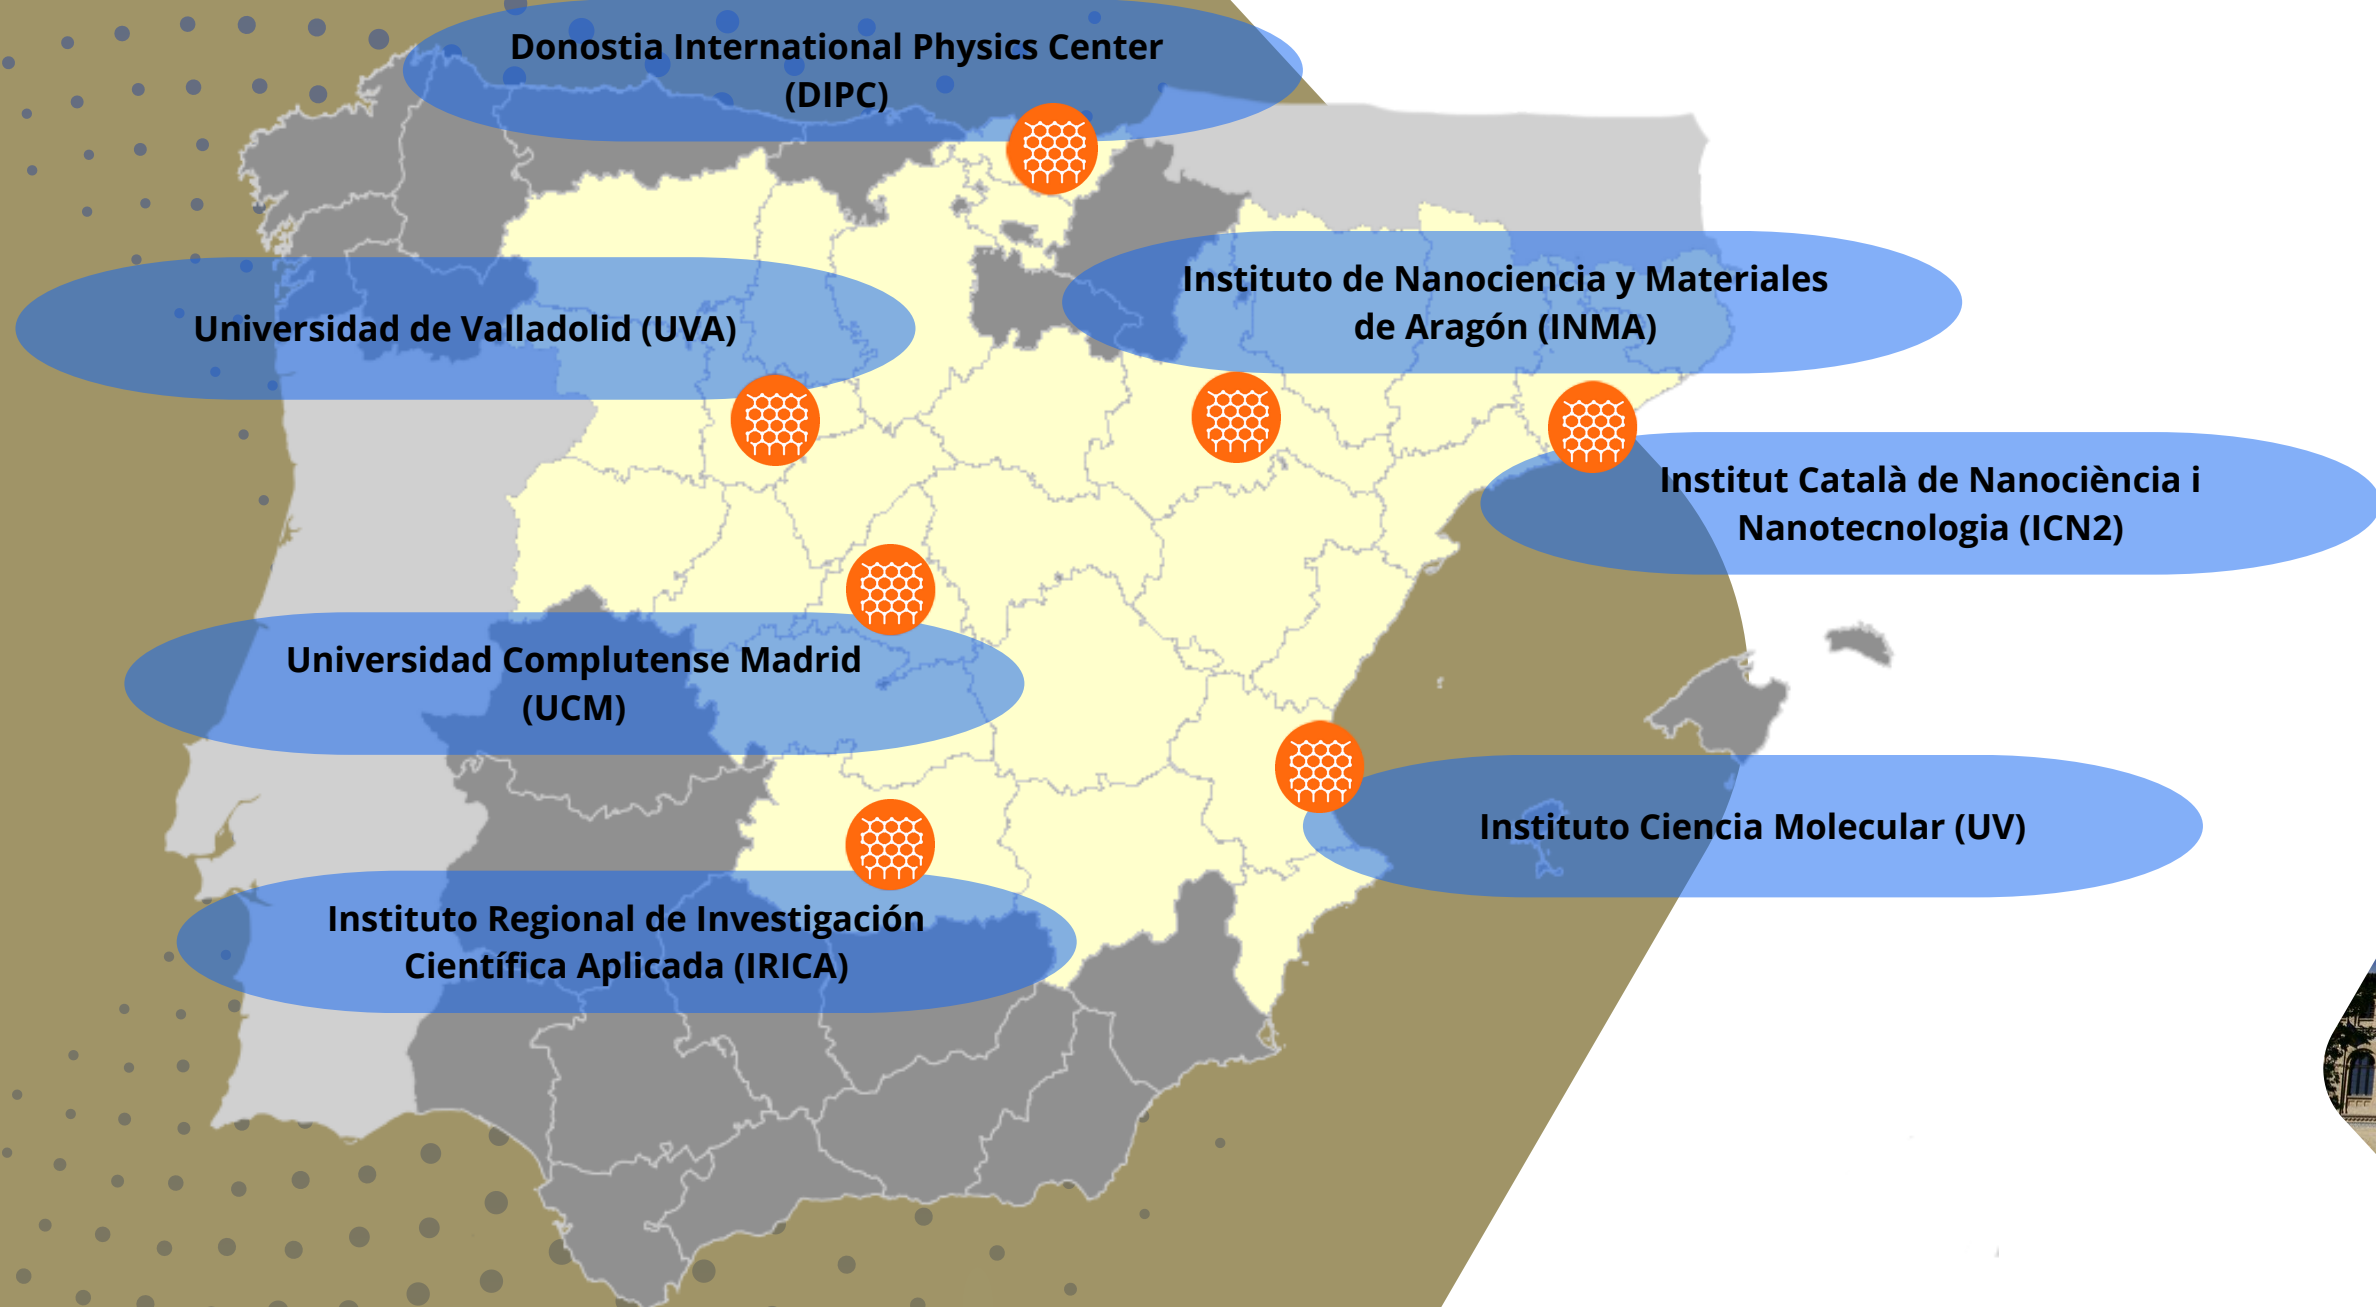 Donostia International Physics Center
(DIPC)
Instituto de Nanociencia y Materiales
de Aragón (INMA)
Universidad de Valladolid (UVA)
Institut Català de Nanociència i
Nanotecnologia (ICN2)
Universidad Complutense Madrid
(UCM)
Instituto Ciencia Molecular (UV)
Instituto Regional de Investigación
Científica Aplicada (IRICA)